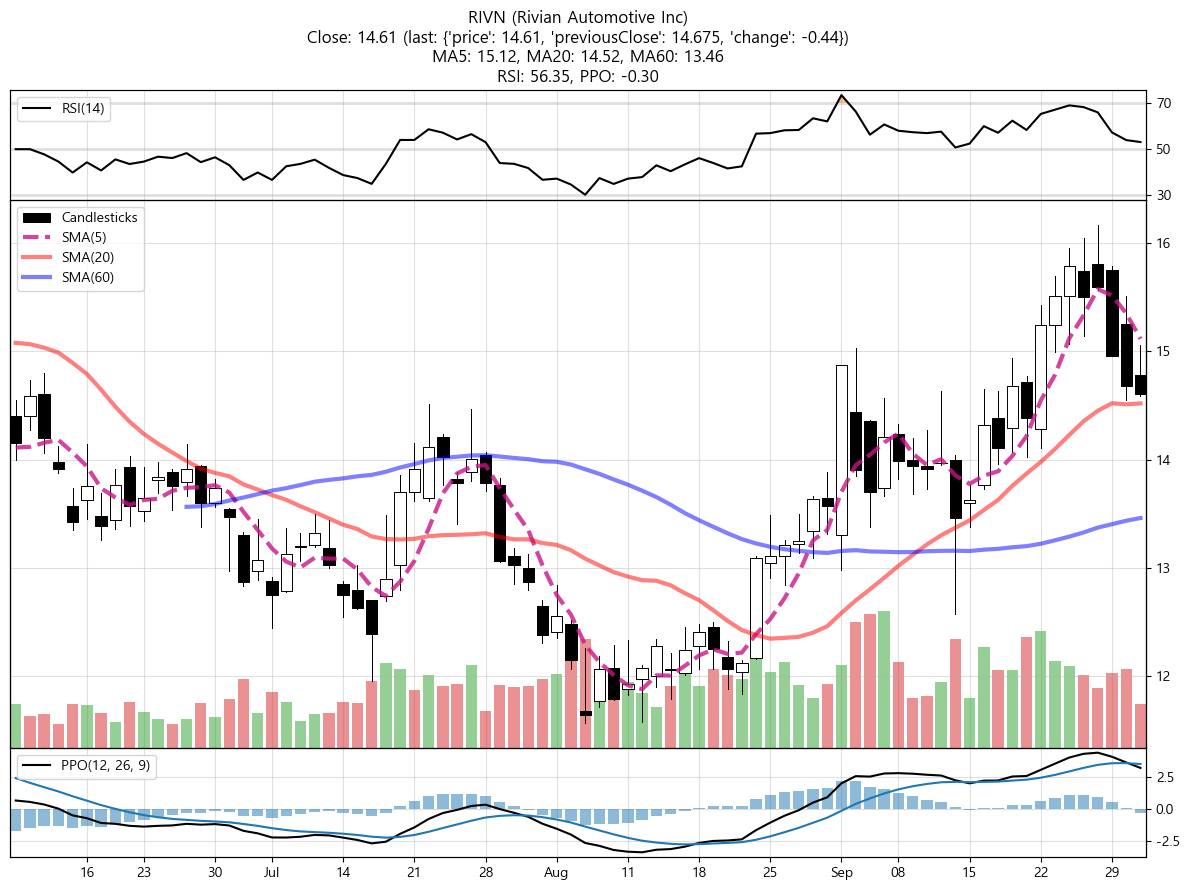 RIVN (Rivian Automotive Inc)
Close: 14.61 (last: {'price': 14.61, 'previousClose': 14.675, 'change': -0.44})
MA5: 15.12, MA20: 14.52, MA60: 13.46
RSI: 56.35, PPO: -0.30
RSI(14)
70
50
30
Candlesticks
SMA(5)
SMA(20)
SMA(60)
16
15
14
13
12
PPO(12, 26, 9)
2.5
0.0
−2.5
16 23 30 Jul 14 21 28 Aug 11 18 25 Sep 08 15 22 29